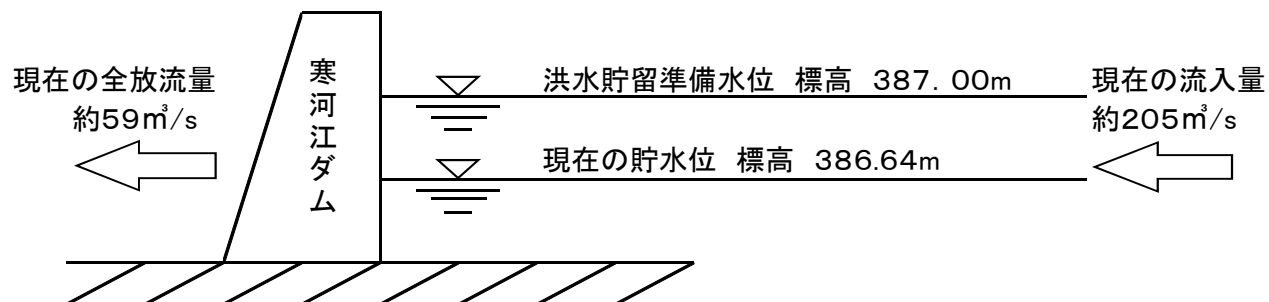 現在の全放流量
約59㎥/s
寒河江ダム
洪水貯留準備水位 標高 387.00m
現在の貯水位 標高 386.64m
現在の流入量
約205㎥/s